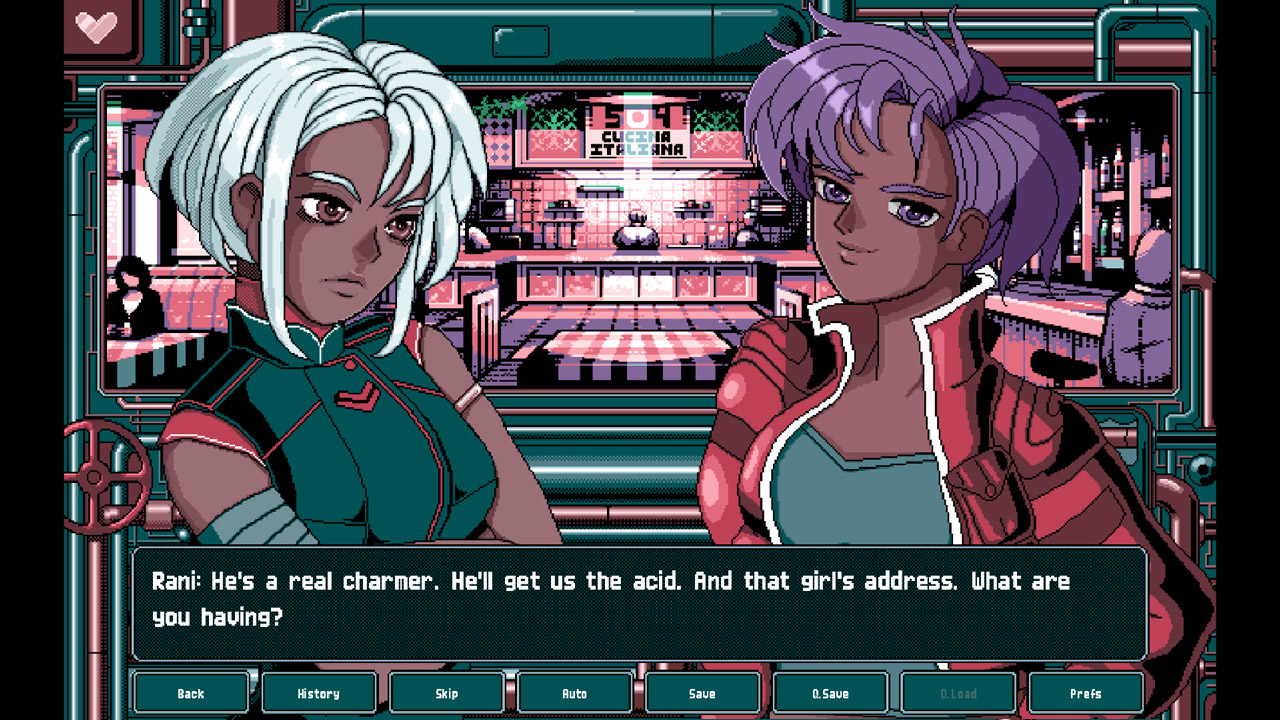 504
CUCINA
ITALIANA
Rani: He's a real charmer. He'll get us the acid. And that girl's address. What are
you having?
Back
History
Skip
Auto
Save
Q.Save
Q.Load
Prefs